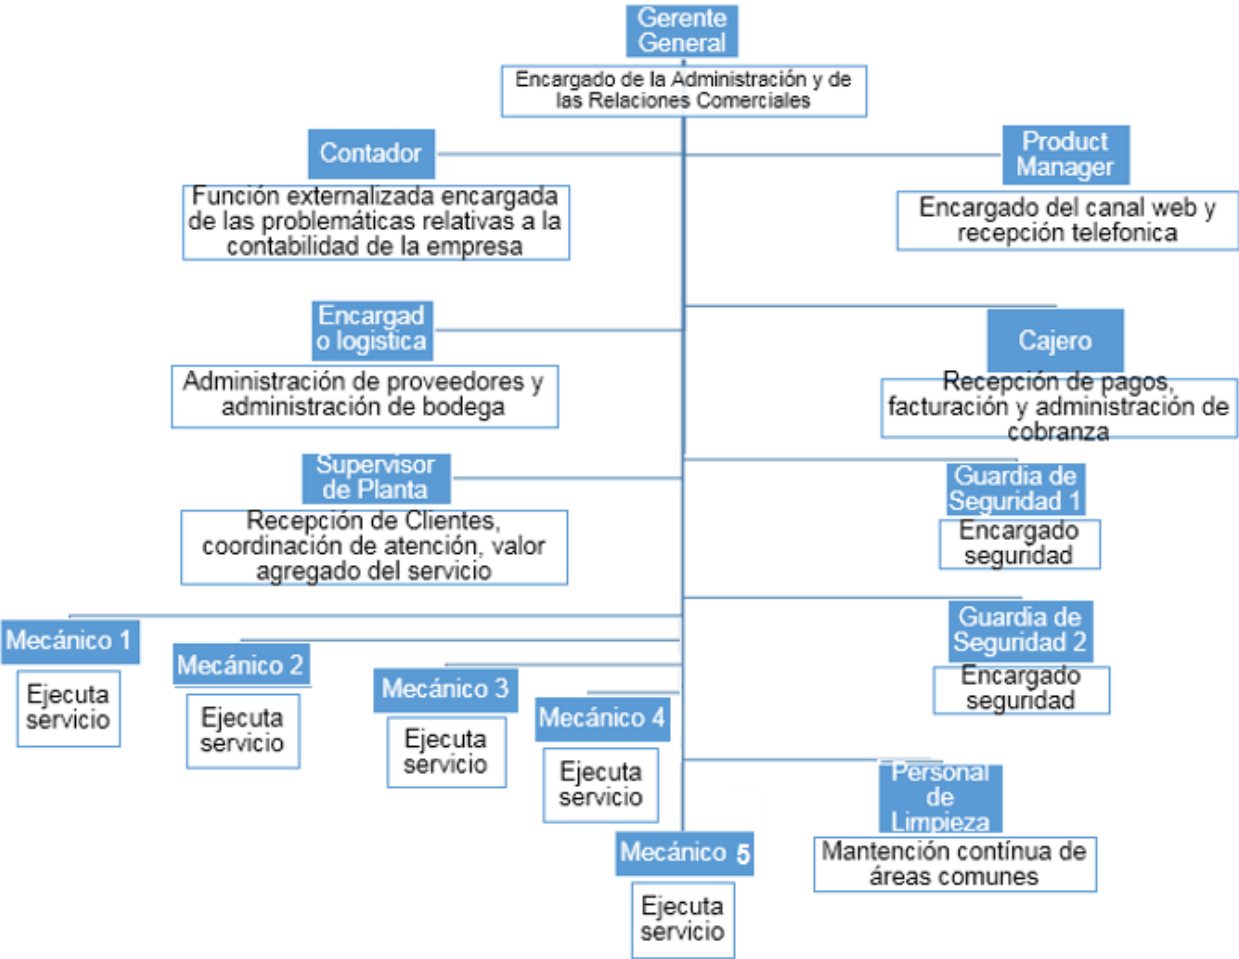 Gerente
General
Encargado de la Administración y de
las Relaciones Comerciales
Contador
Función externalizada encargada
de las problemáticas relativas a la
contabilidad de la empresa
Product
Manager
Encargado del canal web y
recepción telefonica
Encargad
o logistica
Administración de proveedores y
administración de bodega
Cajero
Recepción de pagos,
facturación y administración de
cobranza
Supervisor
de Planta
Recepción de Clientes,
coordinación de atención, valor
agregado del servicio
Guardia de
Seguridad 1
Encargado
seguridad
Guardia de
Seguridad 2
Encargado
seguridad
Mecánico 1
Ejecuta
servicio
Mecánico 2
Ejecuta
servicio
Mecánico 3
Ejecuta
servicio
Mecánico 4
Ejecuta
servicio
Mecánico 5
Ejecuta
servicio
Personal
de
Limpieza
Mantención contínua de
áreas comunes